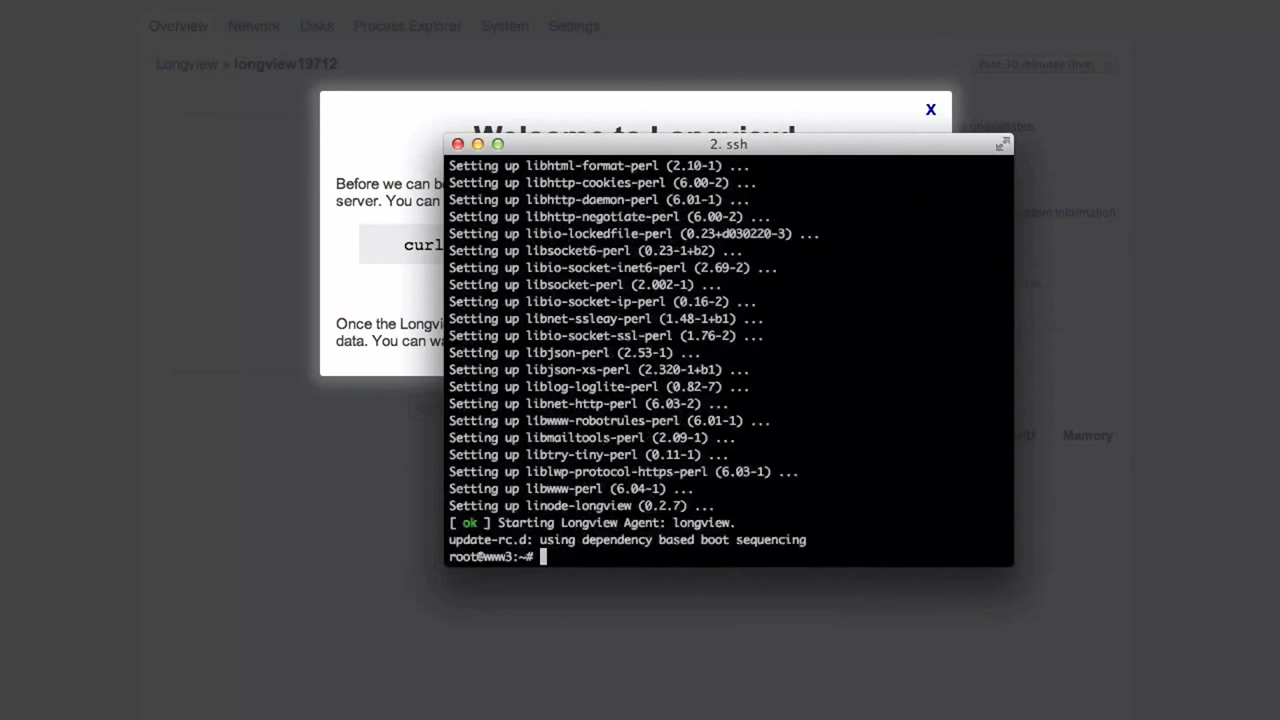 Overview Network Disks Process Explorer System Settings
Longview » longview19712
Past 30 minutes (live)
X
Welcome to Longview!
unavailable.
Before we can be
server. You can
System Information
curl
Once the Longvi
data. You can wa
Memory
2. ssh
Setting up libhtml-format-perl (2.10-1) ...
Setting up libhttp-cookies-perl (6.00-2) ...
Setting up libhttp-daemon-perl (6.01-1) ...
Setting up libhttp-negotiate-perl (6.00-2) ...
Setting up libio-lockedfile-perl (0.23+d030220-3) ...
Setting up libsocket6-perl (0.23-1+b2) ...
Setting up libio-socket-inet6-perl (2.69-2) ...
Setting up libsocket-perl (2.002-1) ...
Setting up libio-socket-ip-perl (0.16-2) ...
Setting up libnet-ssleay-perl (1.48-1+b1) ...
Setting up libio-socket-ssl-perl (1.76-2) ...
Setting up libjson-perl (2.53-1) ...
Setting up libjson-xs-perl (2.320-1+b1) ...
Setting up liblog-loglite-perl (0.82-7) ...
Setting up libnet-http-perl (6.03-2) ...
Setting up libwww-robotrules-perl (6.01-1) ...
Setting up libmailtools-perl (2.09-1) ...
Setting up libtry-tiny-perl (0.11-1) ...
Setting up liblwp-protocol-https-perl (6.03-1) ...
Setting up libwww-perl (6.04-1) ...
Setting up linode-longview (0.2.7) ...
[ ok ] Starting Longview Agent: longview.
update-rc.d: using dependency based boot sequencing
root@www3:~#